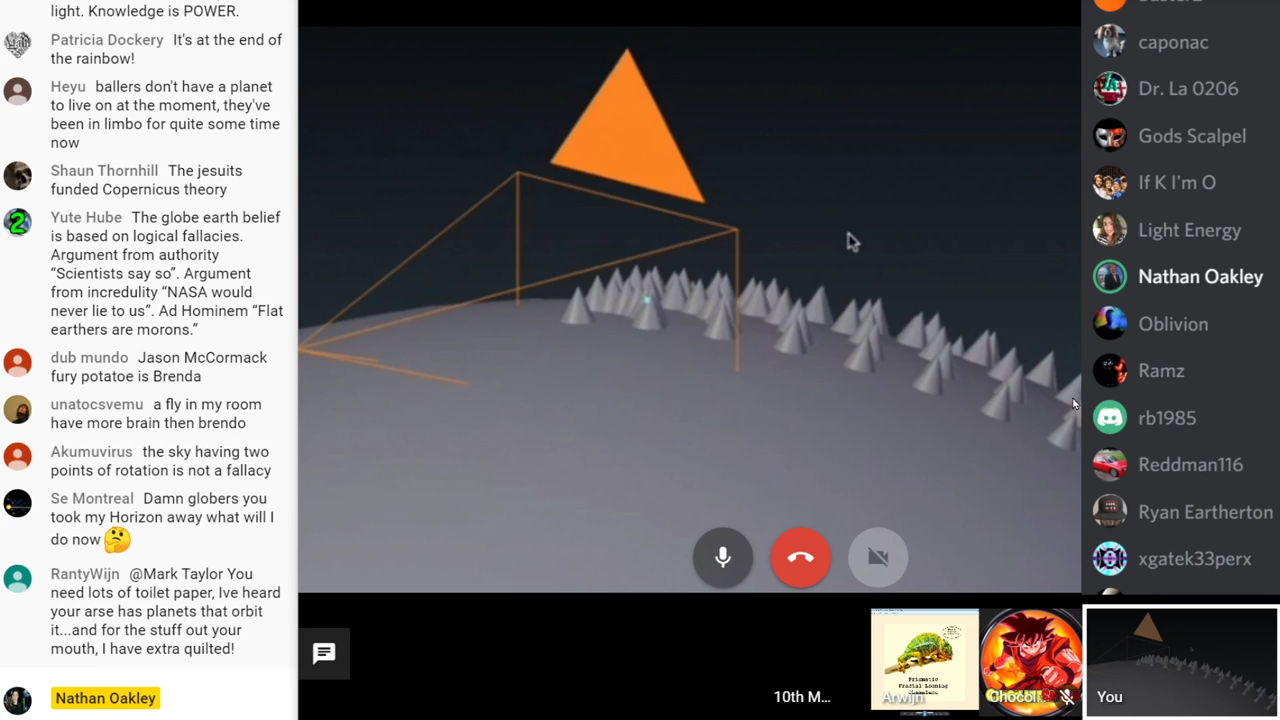 light. Knowledge is POWER.
Patricia Dockery It's at the end of
the rainbow!
Heyu ballers don't have a planet
to live on at the moment, they've
been in limbo for quite some time
now
Shaun Thornhill The jesuits
funded Copernicus theory
Yute Hube The globe earth belief
is based on logical fallacies.
Argument from authority
“Scientists say so”. Argument
from incredulity “NASA would
never lie to us”. Ad Hominem “Flat
earthers are morons.”
dub mundo Jason McCormack
fury potatoe is Brenda
unatocsvemu a fly in my room
have more brain then brendo
Akumuvirus the sky having two
points of rotation is not a fallacy
Se Montreal Damn globers you
took my Horizon away what will I
do now
RantyWijn @Mark Taylor You
need lots of toilet paper, Ive heard
your arse has planets that orbit
it...and for the stuff out your
mouth, I have extra quilted!
Nathan Oakley
caponac
Dr. La 0206
Gods Scalpel
If K I'm O
Light Energy
Nathan Oakley
Oblivion
Ramz
rb1985
Reddman116
Ryan Eartherton
xgatek33perx
10th M...
Prismatic
Arwijn
Chocol...
You